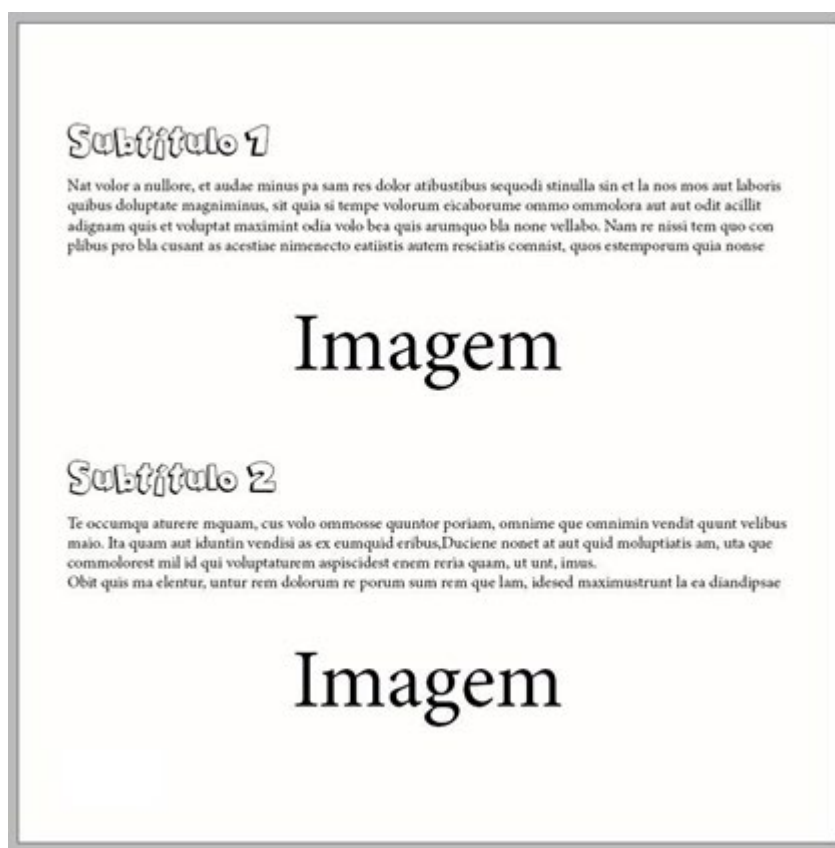 Subtítulo 1
Nat volor a nullore, et audae minus pa sam res dolor atibustibus sequodi stinulla sin et la nos mos aut laboris
quibus doluptate magniminus, sit quia si tempe volorum eicaborume ommo ommolora aut aut odit acillit
adignam quis et voluptat maximint odia volo bea quis arumquo bla none vellabo. Nam re nissi tem quo con
plibus pro bla cusant as acestiae nimenecto eatiistis autem resciatis comnist, quos estemporum quia nonse
Imagem
Subtítulo 2
Te occumqu aturere mquam, cus volo ommosse quuntor poriam, omnime que omnimin vendit quunt velibus
maio. Ita quam aut iduntin vendisi as ex eumquid eribus,Duciene nonet at aut quid moluptiatis am, uta que
commolorest mil id qui voluptaturem aspiscidest enem reria quam, ut unt, imus.
Obit quis ma elentur, untur rem dolorum re porum sum rem que lam, idesed maximustrunt la ea diandipsae
Imagem